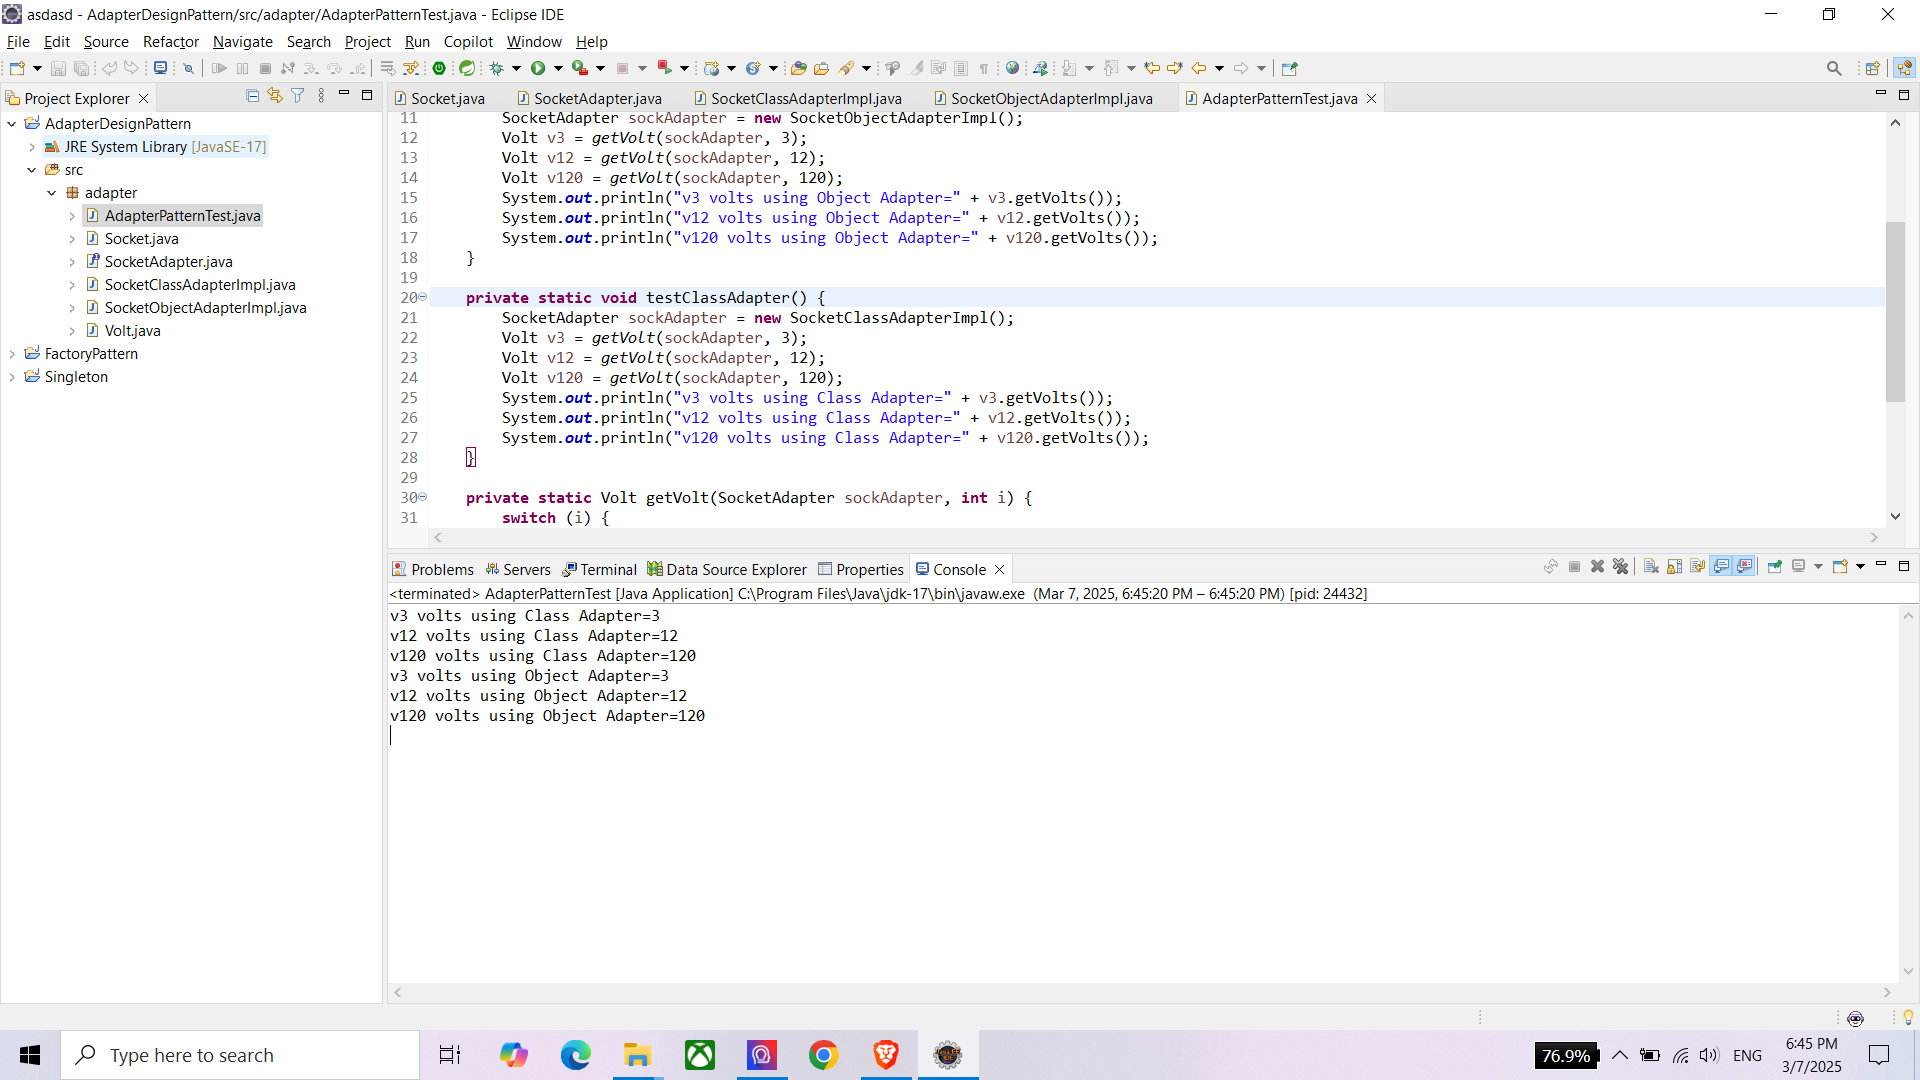 asdasd - AdapterDesignPattern/src/adapter/AdapterPatternTest.java - Eclipse IDE
File Edit Source Refactor Navigate Search Project Run Copilot Window Help
Project Explorer
AdapterDesignPattern
JRE System Library [JavaSE-17]
src
adapter
AdapterPatternTest.java
Socket.java
SocketAdapter.java
SocketClassAdapterImpl.java
SocketObjectAdapterImpl.java
Volt.java
FactoryPattern
Singleton
Socket.java SocketAdapter.java SocketClassAdapterImpl.java SocketObjectAdapterImpl.java AdapterPatternTest.java
11 SocketAdapter sockAdapter = new SocketObjectAdapterImpl();
12 Volt v3 = getVolt(sockAdapter, 3);
13 Volt v12 = getVolt(sockAdapter, 12);
14 Volt v120 = getVolt(sockAdapter, 120);
15 System.out.println("v3 volts using Object Adapter=" + v3.getVolts());
16 System.out.println("v12 volts using Object Adapter=" + v12.getVolts());
17 System.out.println("v120 volts using Object Adapter=" + v120.getVolts());
18 }
19
20 private static void testClassAdapter() {
21 SocketAdapter sockAdapter = new SocketClassAdapterImpl();
22 Volt v3 = getVolt(sockAdapter, 3);
23 Volt v12 = getVolt(sockAdapter, 12);
24 Volt v120 = getVolt(sockAdapter, 120);
25 System.out.println("v3 volts using Class Adapter=" + v3.getVolts());
26 System.out.println("v12 volts using Class Adapter=" + v12.getVolts());
27 System.out.println("v120 volts using Class Adapter=" + v120.getVolts());
28 }
29
30 private static Volt getVolt(SocketAdapter sockAdapter, int i) {
31 switch (i) {
Problems Servers Terminal Data Source Explorer Properties Console
<terminated> AdapterPatternTest [Java Application] C:\Program Files\Java\jdk-17\bin\javaw.exe (Mar 7, 2025, 6:45:20 PM – 6:45:20 PM) [pid: 24432]
v3 volts using Class Adapter=3
v12 volts using Class Adapter=12
v120 volts using Class Adapter=120
v3 volts using Object Adapter=3
v12 volts using Object Adapter=12
v120 volts using Object Adapter=120
Type here to search
76.9%
ENG
6:45 PM
3/7/2025